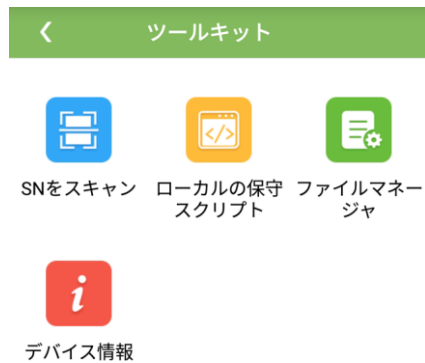 ツールキット
SNをスキャン
ローカルの保守
スクリプト
ファイルマネー
ジャ
デバイス情報